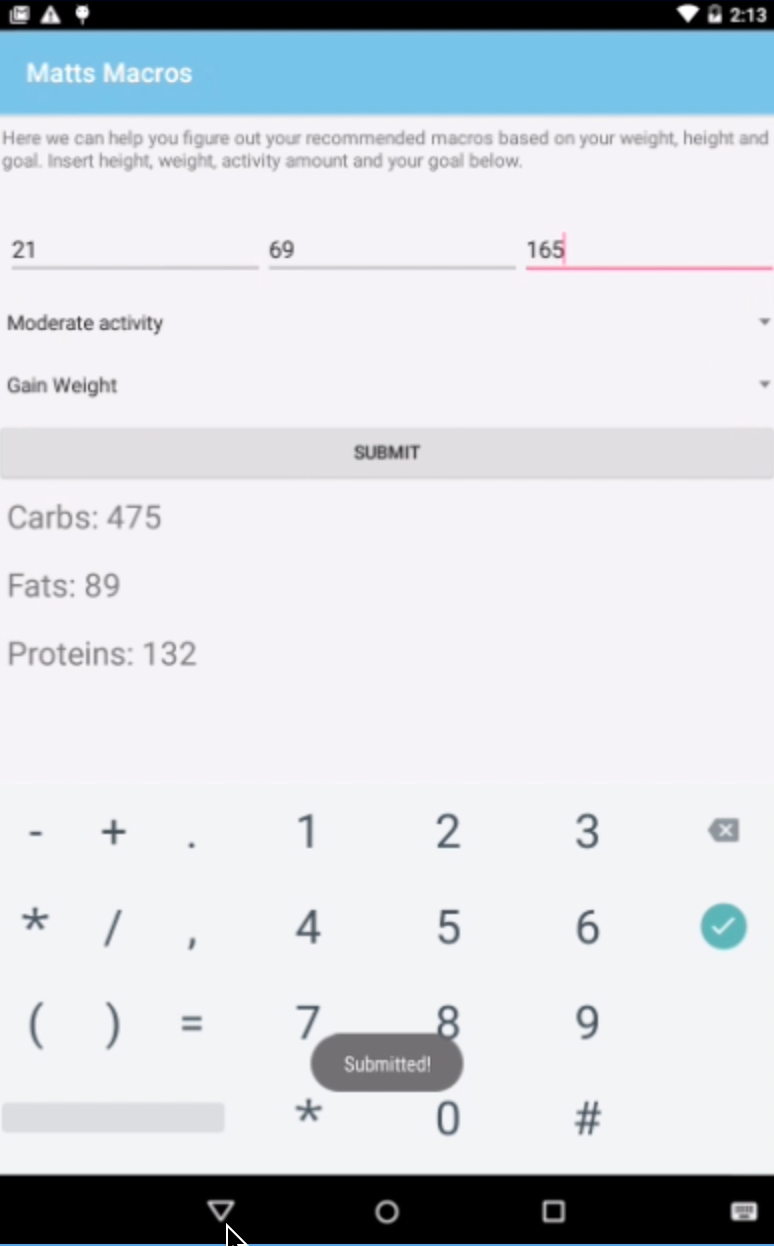 2:13
Matts Macros
Here we can help you figure out your recommended macros based on your weight, height and
goal. Insert height, weight, activity amount and your goal below.
21 69 165
Moderate activity
Gain Weight
SUBMIT
Carbs: 475
Fats: 89
Proteins: 132
- + . 1 2 3
* / , 4 5 6
( ) = 7 8 9
Submitted!
* 0 #